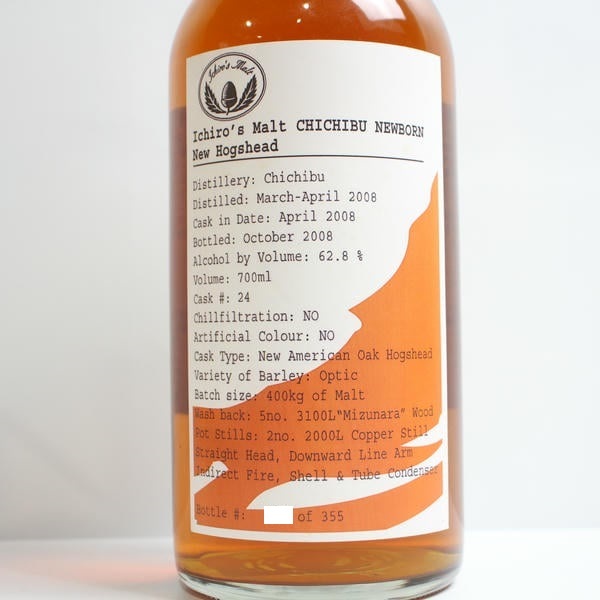 Ichiro's Malt
Ichiro's Malt CHICHIBU NEWBORN
New Hogshead
Distillery: Chichibu
Distilled: March-April 2008
Cask in Date: April 2008
Bottled: October 2008
Alcohol by Volume: 62.8 %
Volume: 700ml
Cask #: 24
Chillfiltration: NO
Artificial Colour: NO
Cask Type: New American Oak Hogshead
Variety of Barley: Optic
Batch size: 400kg of Malt
Wash back: 5no. 3100L"Mizunara" Wood
Pot Stills: 2no. 2000L Copper Still
Straight Head, Downward Line Arm
Indirect Fire, Shell & Tube Condenser
Bottle #: of 355